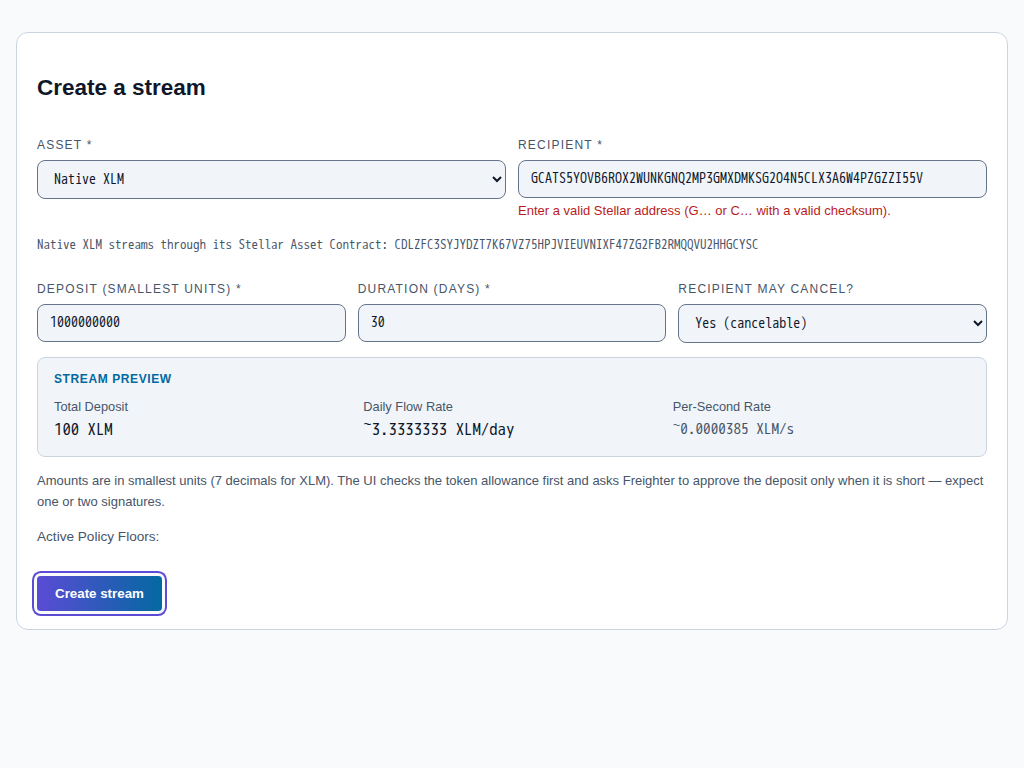 Create a stream
ASSET *
RECIPIENT *
Native XLM
GCATS5YOVB6ROX2WUNKGNQ2MP3GMXDMKSG2O4N5CLX3A6W4PZGZZI55V
Enter a valid Stellar address (G… or C… with a valid checksum).
Native XLM streams through its Stellar Asset Contract: CDLZFC3SYJYDZT7K67VZ75HPJVIEUVNIXF47ZG2FB2RMQQVU2HHGCYSC
DEPOSIT (SMALLEST UNITS) *
DURATION (DAYS) *
RECIPIENT MAY CANCEL?
1000000000
30
Yes (cancelable)
STREAM PREVIEW
Total Deposit
Daily Flow Rate
Per-Second Rate
100 XLM
~3.3333333 XLM/day
~0.0000385 XLM/s
Amounts are in smallest units (7 decimals for XLM). The UI checks the token allowance first and asks Freighter to approve the deposit only when it is short — expect
one or two signatures.
Active Policy Floors:
Create stream